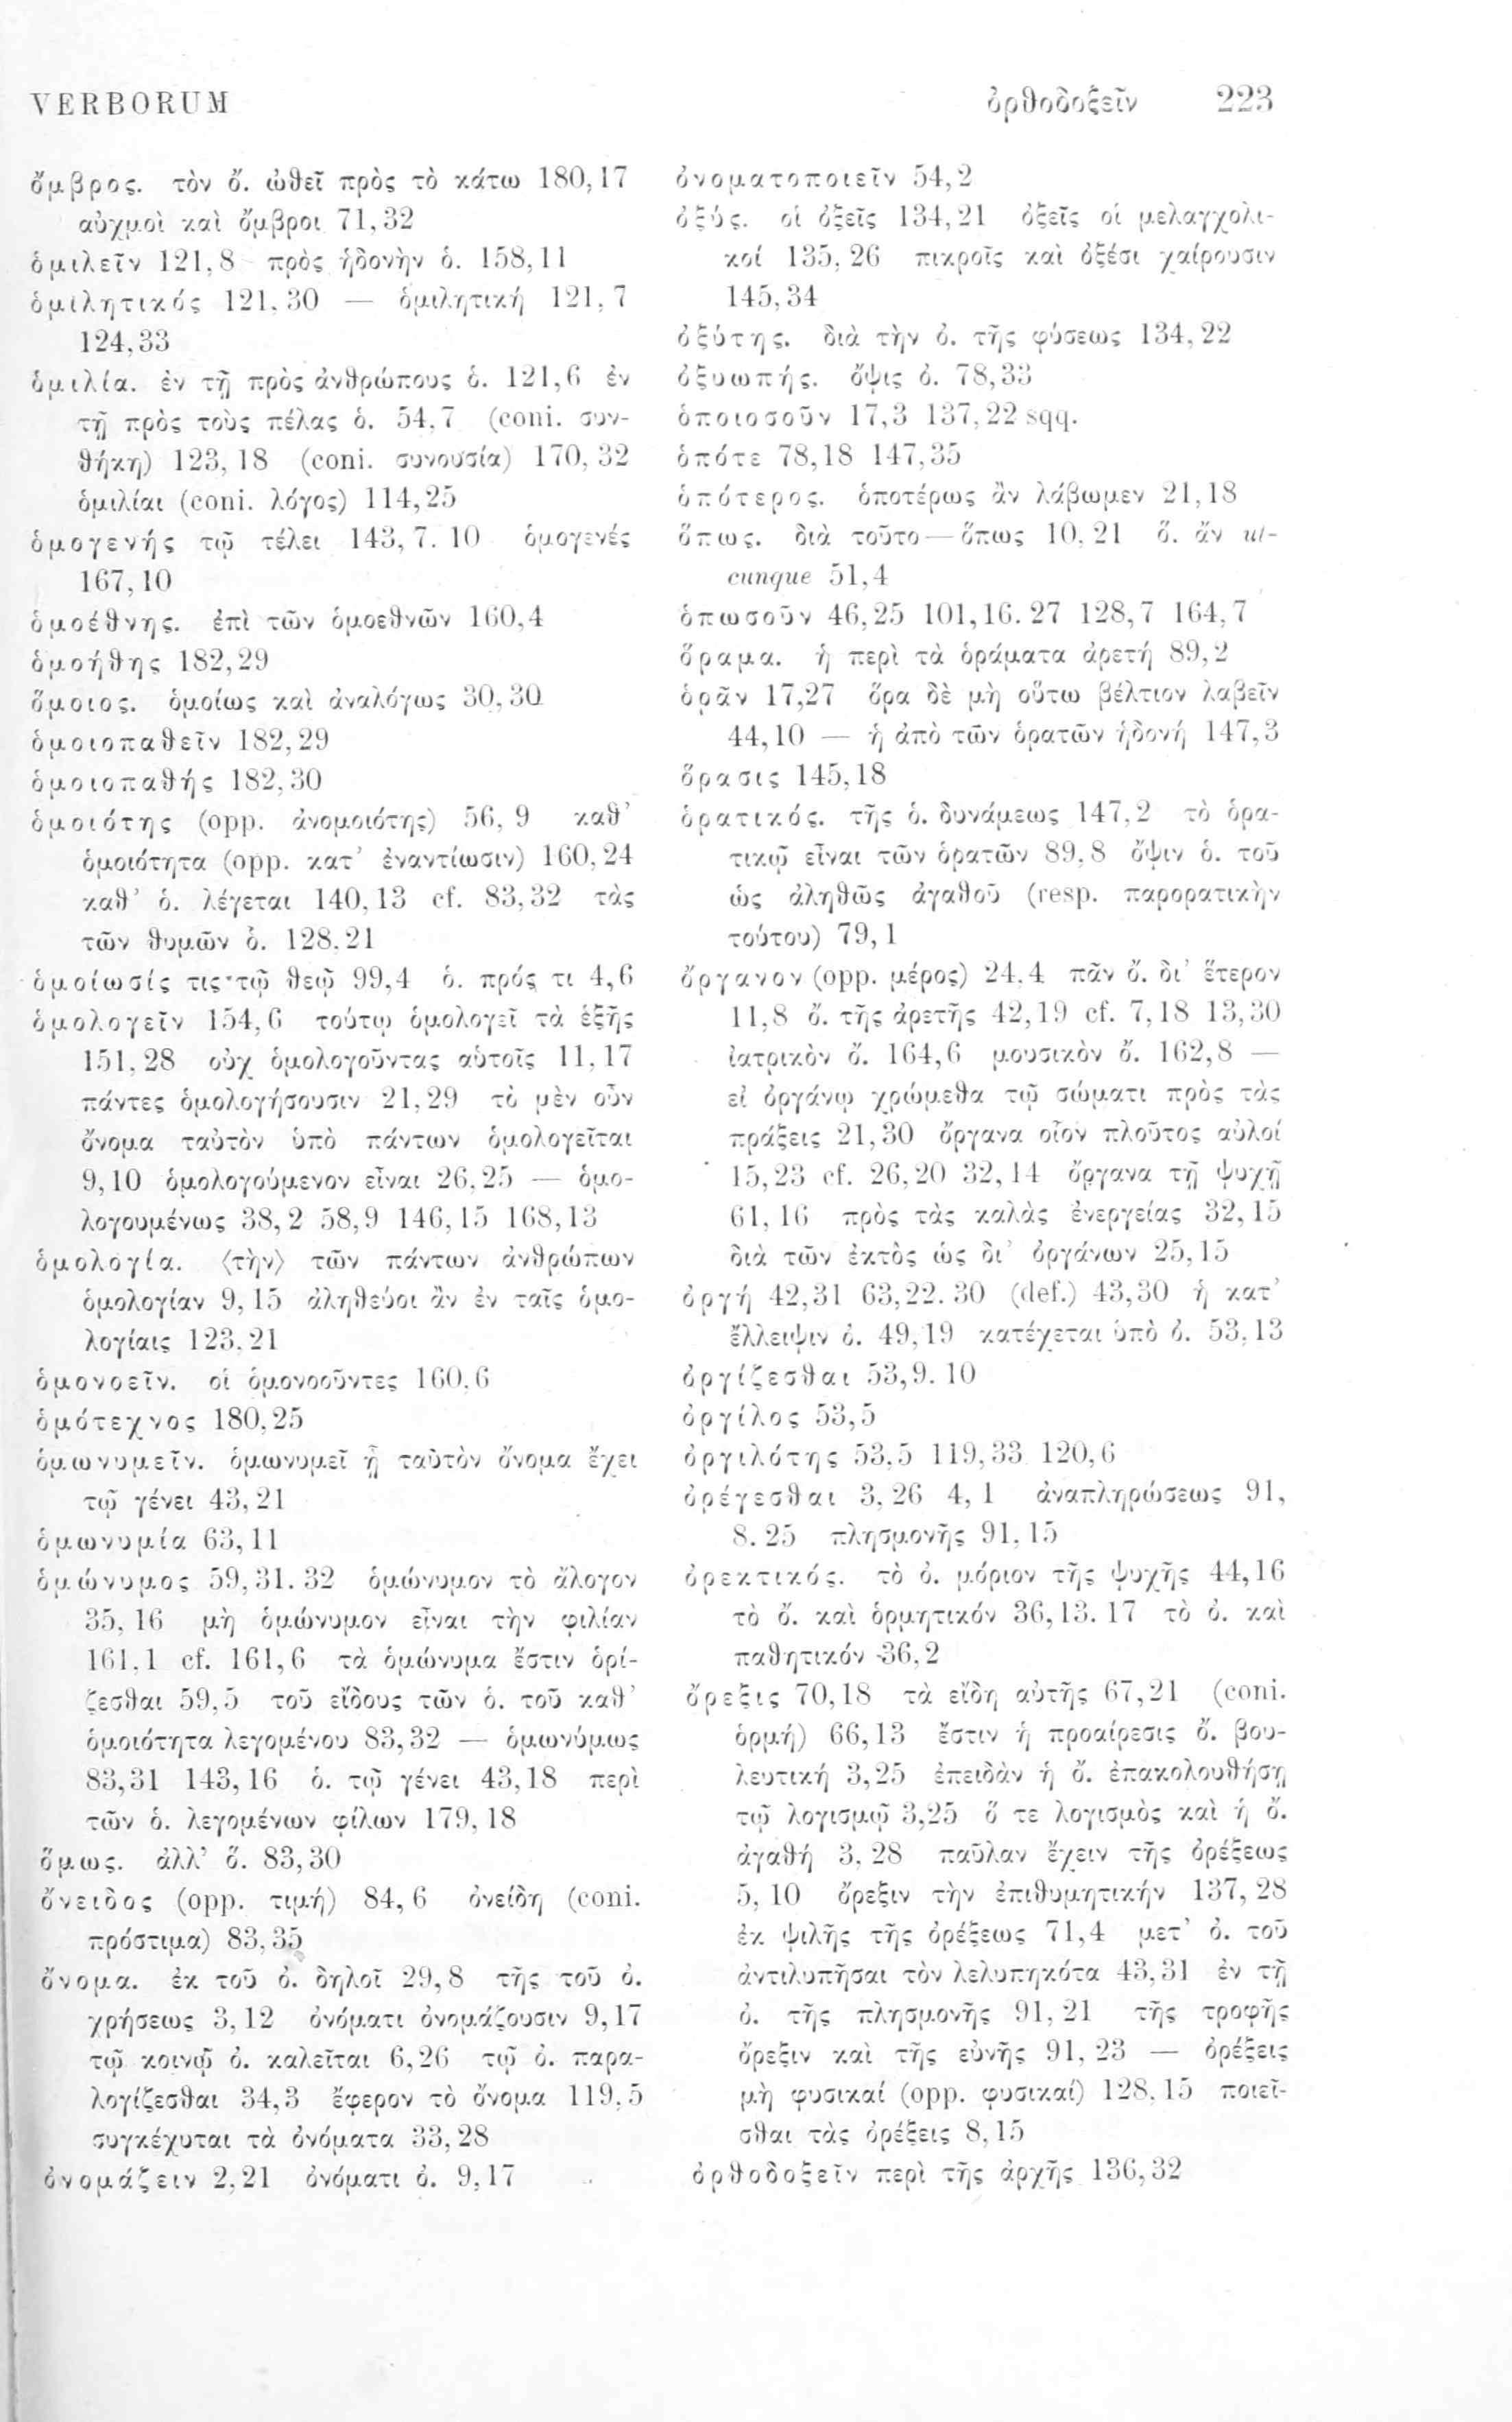 VERBORUM
ὀρθοδοξεῖν 223
ὄμβρος. τὸν ὄ. ὠθεῖ πρὸς τὸ κάτω 180,17
αὐχμοὶ καὶ ὄμβροι 71,32
ὁμιλεῖν 121,8 πρὸς ἡδονὴν ὁ. 158,11
ὁμιλητικός 121,30 — ὁμιλητική 121,7
124,33
ὁμιλία. ἐν τῇ πρὸς ἀνθρώπους ὁ. 121,6 ἐν
τῇ πρὸς τοὺς πέλας ὁ. 54,7 (coni. συν-
θήκη) 123,18 (coni. συνουσία) 170,32
ὁμιλίαι (coni. λόγος) 114,25
ὁμογενής τῷ τέλει 143,7. 10 ὁμογενές
167,10
ὁμοέθνης. ἐπὶ τῶν ὁμοεθνῶν 160,4
ὁμοήθης 182,29
ὅμοιος. ὁμοίως καὶ ἀναλόγως 30,30
ὁμοιοπαθεῖν 182,29
ὁμοιοπαθής 182,30
ὁμοιότης (opp. ἀνομοιότης) 56,9 καθ’
ὁμοιότητα (opp. κατ’ ἐναντίωσιν) 160,24
καθ’ ὁ. λέγεται 140,13 cf. 83,32 τὰς
τῶν θυμῶν ὁ. 128,21
ὁμοίωσίς τις τῷ θεῷ 99,4 ὁ. πρός τι 4,6
ὁμολογεῖν 154,6 τούτῳ ὁμολογεῖ τὰ ἑξῆς
151,28 οὐχ ὁμολογοῦντας αὑτοῖς 11,17
πάντες ὁμολογήσουσιν 21,29 τὸ μὲν οὖν
ὄνομα ταὐτὸν ὑπὸ πάντων ὁμολογεῖται
9,10 ὁμολογούμενον εἶναι 26,25 — ὁμο-
λογουμένως 38,2 58,9 146,15 168,13
ὁμολογία. ⟨τὴν⟩ τῶν πάντων ἀνθρώπων
ὁμολογίαν 9,15 ἀληθεύοι ἂν ἐν ταῖς ὁμο-
λογίαις 123,21
ὁμονοεῖν. οἱ ὁμονοοῦντες 160,6
ὁμότεχνος 180,25
ὁμωνυμεῖν. ὁμωνυμεῖ ᾗ ταὐτὸν ὄνομα ἔχει
τῷ γένει 43,21
ὁμωνυμία 63,11
ὁμώνυμος 59,31. 32 ὁμώνυμον τὸ ἄλογον
35,16 μὴ ὁμώνυμον εἶναι τὴν φιλίαν
161,1 cf. 161,6 τὰ ὁμώνυμα ἔστιν ὁρί-
ζεσθαι 59,5 τοῦ εἴδους τῶν ὁ. τοῦ καθ’
ὁμοιότητα λεγομένου 83,32 — ὁμωνύμως
83,31 143,16 ὁ. τῷ γένει 43,18 περὶ
τῶν ὁ. λεγομένων φίλων 179,18
ὅμως. ἀλλ’ ὅ. 83,30
ὄνειδος (opp. τιμή) 84,6 ὀνείδη (coni.
πρόστιμα) 83,35
ὄνομα. ἐκ τοῦ ὀ. δηλοῖ 29,8 τῆς τοῦ ὀ.
χρήσεως 3,12 ὀνόματι ὀνομάζουσιν 9,17
τῷ κοινῷ ὀ. καλεῖται 6,26 τῷ ὀ. παρα-
λογίζεσθαι 34,3 ἔφερον τὸ ὄνομα 119,5
συγκέχυται τὰ ὀνόματα 33,28
ὀνομάζειν 2,21 ὀνόματι ὀ. 9,17
ὀνοματοποιεῖν 54,2
ὀξύς. οἱ ὀξεῖς 134,21 ὀξεῖς οἱ μελαγχολι-
κοί 135,26 πικροῖς καὶ ὀξέσι χαίρουσιν
145,34
ὀξύτης. διὰ τὴν ὀ. τῆς φύσεως 134,22
ὀξυωπής. ὄψις ὀ. 78,33
ὁποιοσοῦν 17,3 137,22 sqq.
ὁπότε 78,18 147,35
ὁπότερος. ὁποτέρως ἂν λάβωμεν 21,18
ὅπως. διὰ τοῦτο — ὅπως 10,21 ὅ. ἄν ut-
cunque 51,4
ὁπωσοῦν 46,25 101,16. 27 128,7 164,7
ὅραμα. ἡ περὶ τὰ ὁράματα ἀρετή 89,2
ὁρᾶν 17,27 ὅρα δὲ μὴ οὕτω βέλτιον λαβεῖν
44,10 — ἡ ἀπὸ τῶν ὁρατῶν ἡδονή 147,3
ὅρασις 145,18
ὁρατικός. τῆς ὁ. δυνάμεως 147,2 τὸ ὁρα-
τικῷ εἶναι τῶν ὁρατῶν 89,8 ὄψιν ὁ. τοῦ
ὡς ἀληθῶς ἀγαθοῦ (resp. παρορατικὴν
τούτου) 79,1
ὄργανον (opp. μέρος) 24,4 πᾶν ὄ. δι’ ἕτερον
11,8 ὄ. τῆς ἀρετῆς 42,19 cf. 7,18 13,30
ἰατρικὸν ὄ. 164,6 μουσικὸν ὄ. 162,8 —
εἰ ὀργάνῳ χρώμεθα τῷ σώματι πρὸς τὰς
πράξεις 21,30 ὄργανα οἷον πλοῦτος αὐλοί
15,23 cf. 26,20 32,14 ὄργανα τῇ ψυχῇ
61,16 πρὸς τὰς καλὰς ἐνεργείας 32,15
διὰ τῶν ἐκτὸς ὡς δι’ ὀργάνων 25,15
ὀργή 42,31 63,22. 30 (def.) 43,30 ἡ κατ’
ἔλλειψιν ὀ. 49,19 κατέχεται ὑπὸ ὀ. 53,13
ὀργίζεσθαι 53,9. 10
ὀργίλος 53,5
ὀργιλότης 53,5 119,33 120,6
ὀρέγεσθαι 3,26 4,1 ἀναπληρώσεως 91,
8. 25 πλησμονῆς 91,15
ὀρεκτικός. τὸ ὀ. μόριον τῆς ψυχῆς 44,16
τὸ ὄ. καὶ ὁρμητικόν 36,13. 17 τὸ ὀ. καὶ
παθητικόν 36,2
ὄρεξις 70,18 τὰ εἴδη αὐτῆς 67,21 (coni.
ὁρμή) 66,13 ἔστιν ἡ προαίρεσις ὄ. βου-
λευτική 3,25 ἐπειδὰν ἡ ὄ. ἐπακολουθήσῃ
τῷ λογισμῷ 3,25 ὅ τε λογισμὸς καὶ ἡ ὄ.
ἀγαθή 3,28 παῦλαν ἔχειν τῆς ὀρέξεως
5,10 ὄρεξιν τὴν ἐπιθυμητικήν 137,28
ἐκ ψιλῆς τῆς ὀρέξεως 71,4 μετ’ ὀ. τοῦ
ἀντιλυπῆσαι τὸν λελυπηκότα 43,31 ἐν τῇ
ὀ. τῆς πλησμονῆς 91,21 τῆς τροφῆς
ὄρεξιν καὶ τῆς εὐνῆς 91,23 — ὀρέξεις
μὴ φυσικαί (opp. φυσικαί) 128,15 ποιεῖ-
σθαι τὰς ὀρέξεις 8,15
ὀρθοδοξεῖν περὶ τῆς ἀρχῆς 136,32